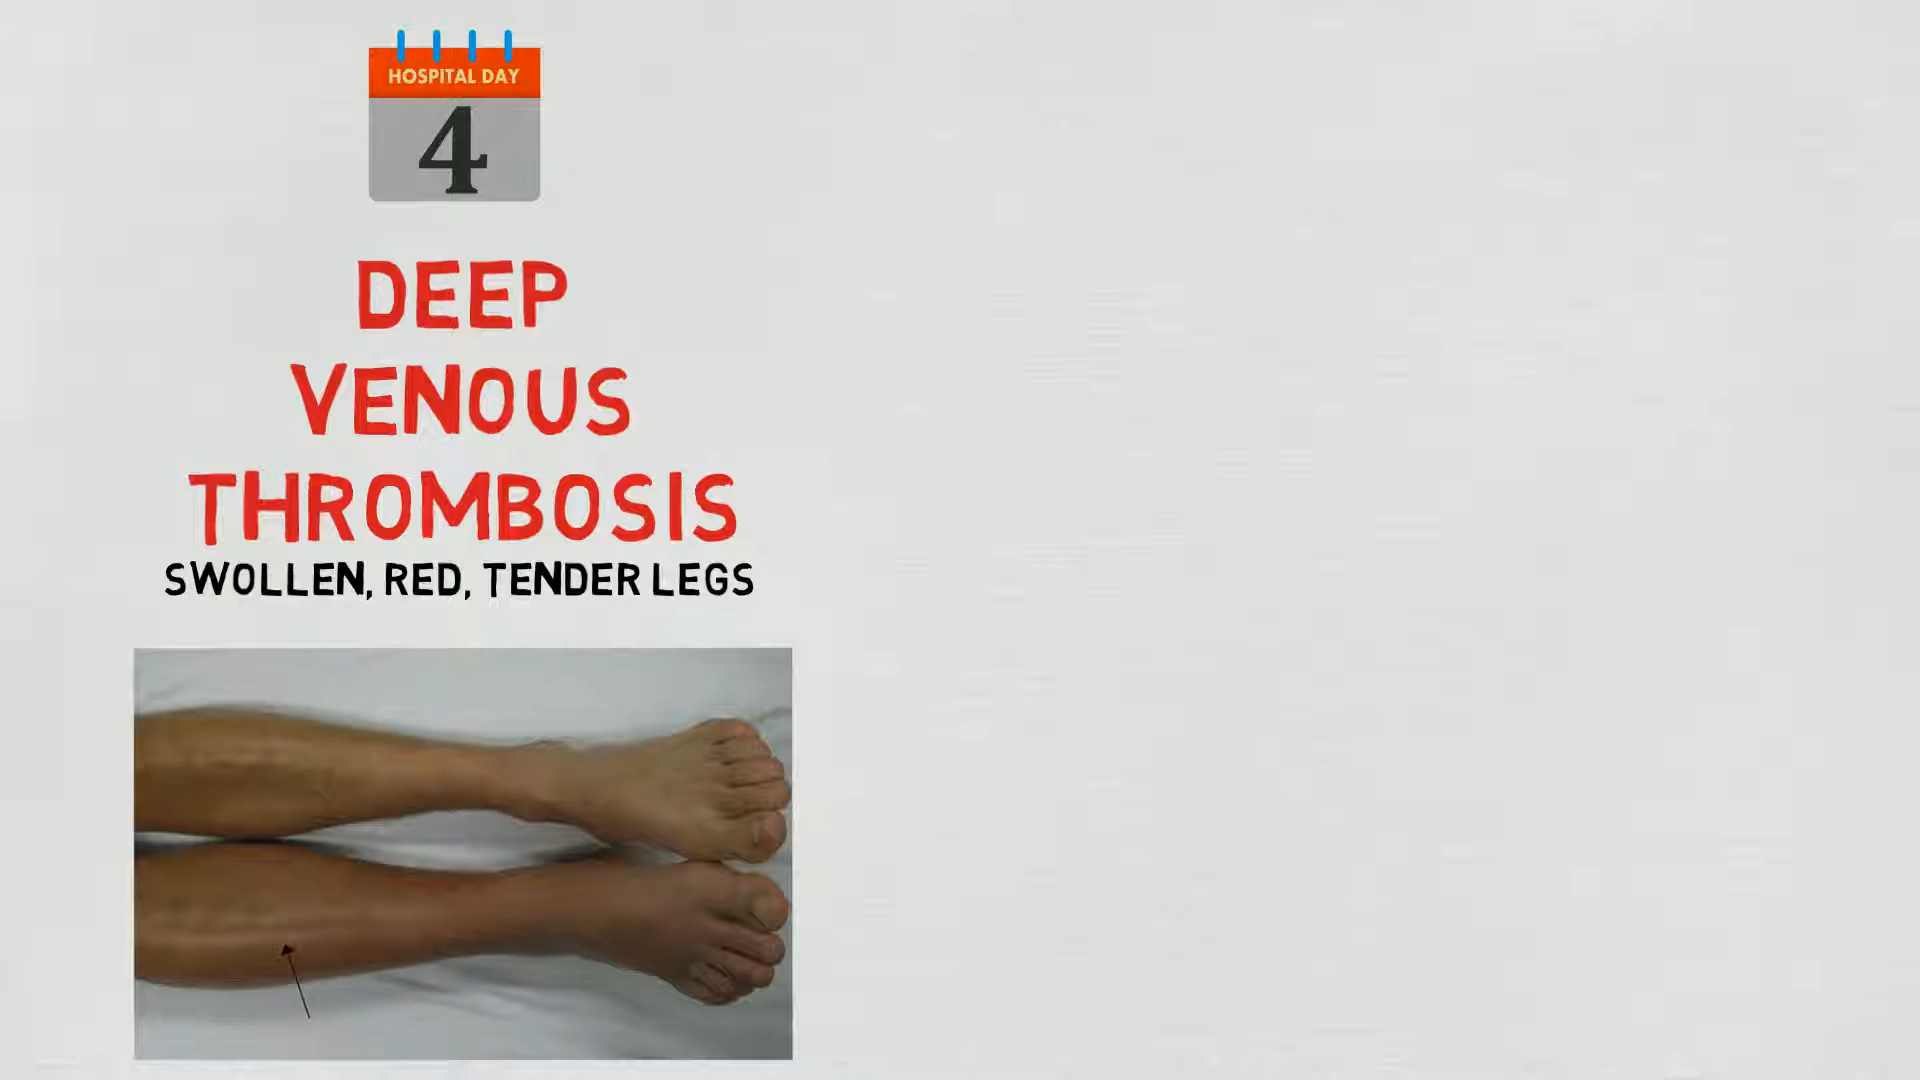 HOSPITAL DAY
4
DEEP
VENOUS
THROMBOSIS
SWOLLEN, RED, TENDER LEGS